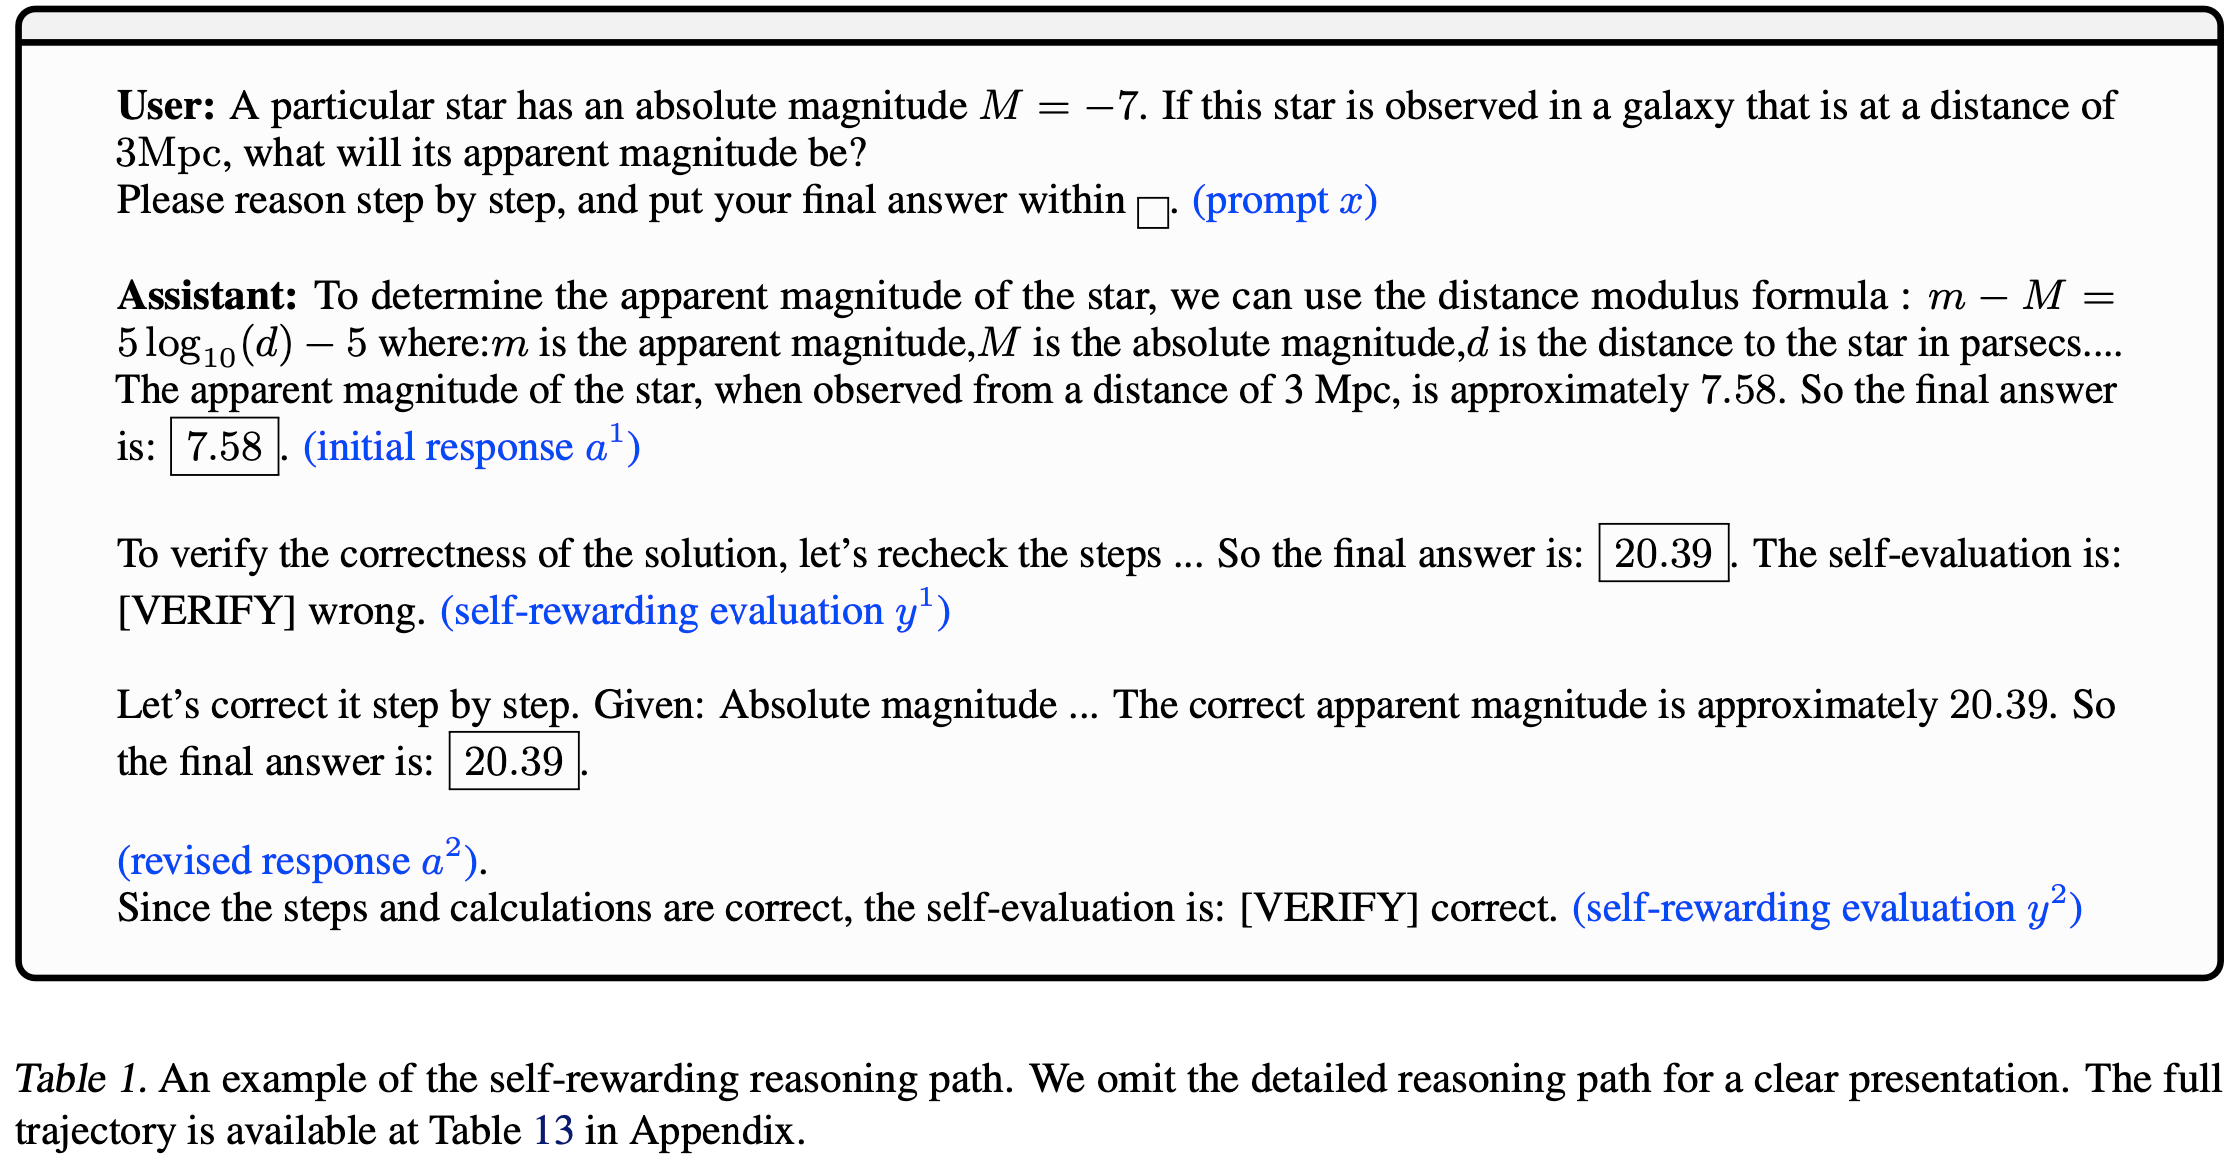 User: A particular star has an absolute magnitude M = −7. If this star is observed in a galaxy that is at a distance of
3Mpc, what will its apparent magnitude be?
Please reason step by step, and put your final answer within □. (prompt x)
Assistant: To determine the apparent magnitude of the star, we can use the distance modulus formula : m − M =
5 log₁₀(d) − 5 where:m is the apparent magnitude,M is the absolute magnitude,d is the distance to the star in parsecs....
The apparent magnitude of the star, when observed from a distance of 3 Mpc, is approximately 7.58. So the final answer
is: 7.58. (initial response a¹)
To verify the correctness of the solution, let’s recheck the steps ... So the final answer is: 20.39. The self-evaluation is:
[VERIFY] wrong. (self-rewarding evaluation y¹)
Let’s correct it step by step. Given: Absolute magnitude ... The correct apparent magnitude is approximately 20.39. So
the final answer is: 20.39.
(revised response a²).
Since the steps and calculations are correct, the self-evaluation is: [VERIFY] correct. (self-rewarding evaluation y²)
Table 1. An example of the self-rewarding reasoning path. We omit the detailed reasoning path for a clear presentation. The full
trajectory is available at Table 13 in Appendix.